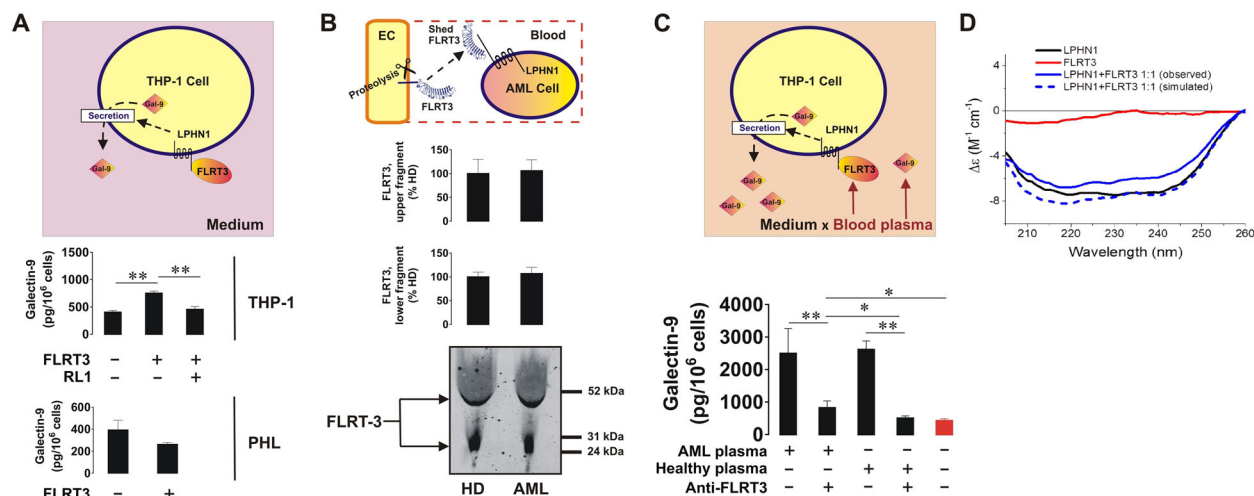 A
THP-1 Cell
Gal-9
Secretion
LPHN1
Gal-9
FLRT3
Medium
Galectin-9
(pg/10⁶ cells)
1500
1000
500
0
** **
THP-1
FLRT3 – + +
RL1 – – +
Galectin-9
(pg/10⁶ cells)
600
400
200
0
PHL
FLRT3 – +
B
EC
Shed
FLRT3
Blood
Proteolysis
LPHN1
AML Cell
FLRT3
FLRT3,
upper fragment
(% HD)
150
100
50
0
FLRT3,
lower fragment
(% HD)
150
100
50
0
52 kDa
FLRT-3
31 kDa
24 kDa
HD AML
C
THP-1 Cell
Gal-9
Secretion
LPHN1
Gal-9
FLRT3
Gal-9
Gal-9
Gal-9
Medium x Blood plasma
Galectin-9
(pg/10⁶ cells)
4000
3000
2000
1000
0
*
** * **
AML plasma + + – – –
Healthy plasma – – + + –
Anti-FLRT3 – + – + –
D
LPHN1
FLRT3
LPHN1+FLRT3 1:1 (observed)
LPHN1+FLRT3 1:1 (simulated)
Δε (M⁻¹ cm⁻¹)
4
0
-4
-8
210 220 230 240 250 260
Wavelength (nm)